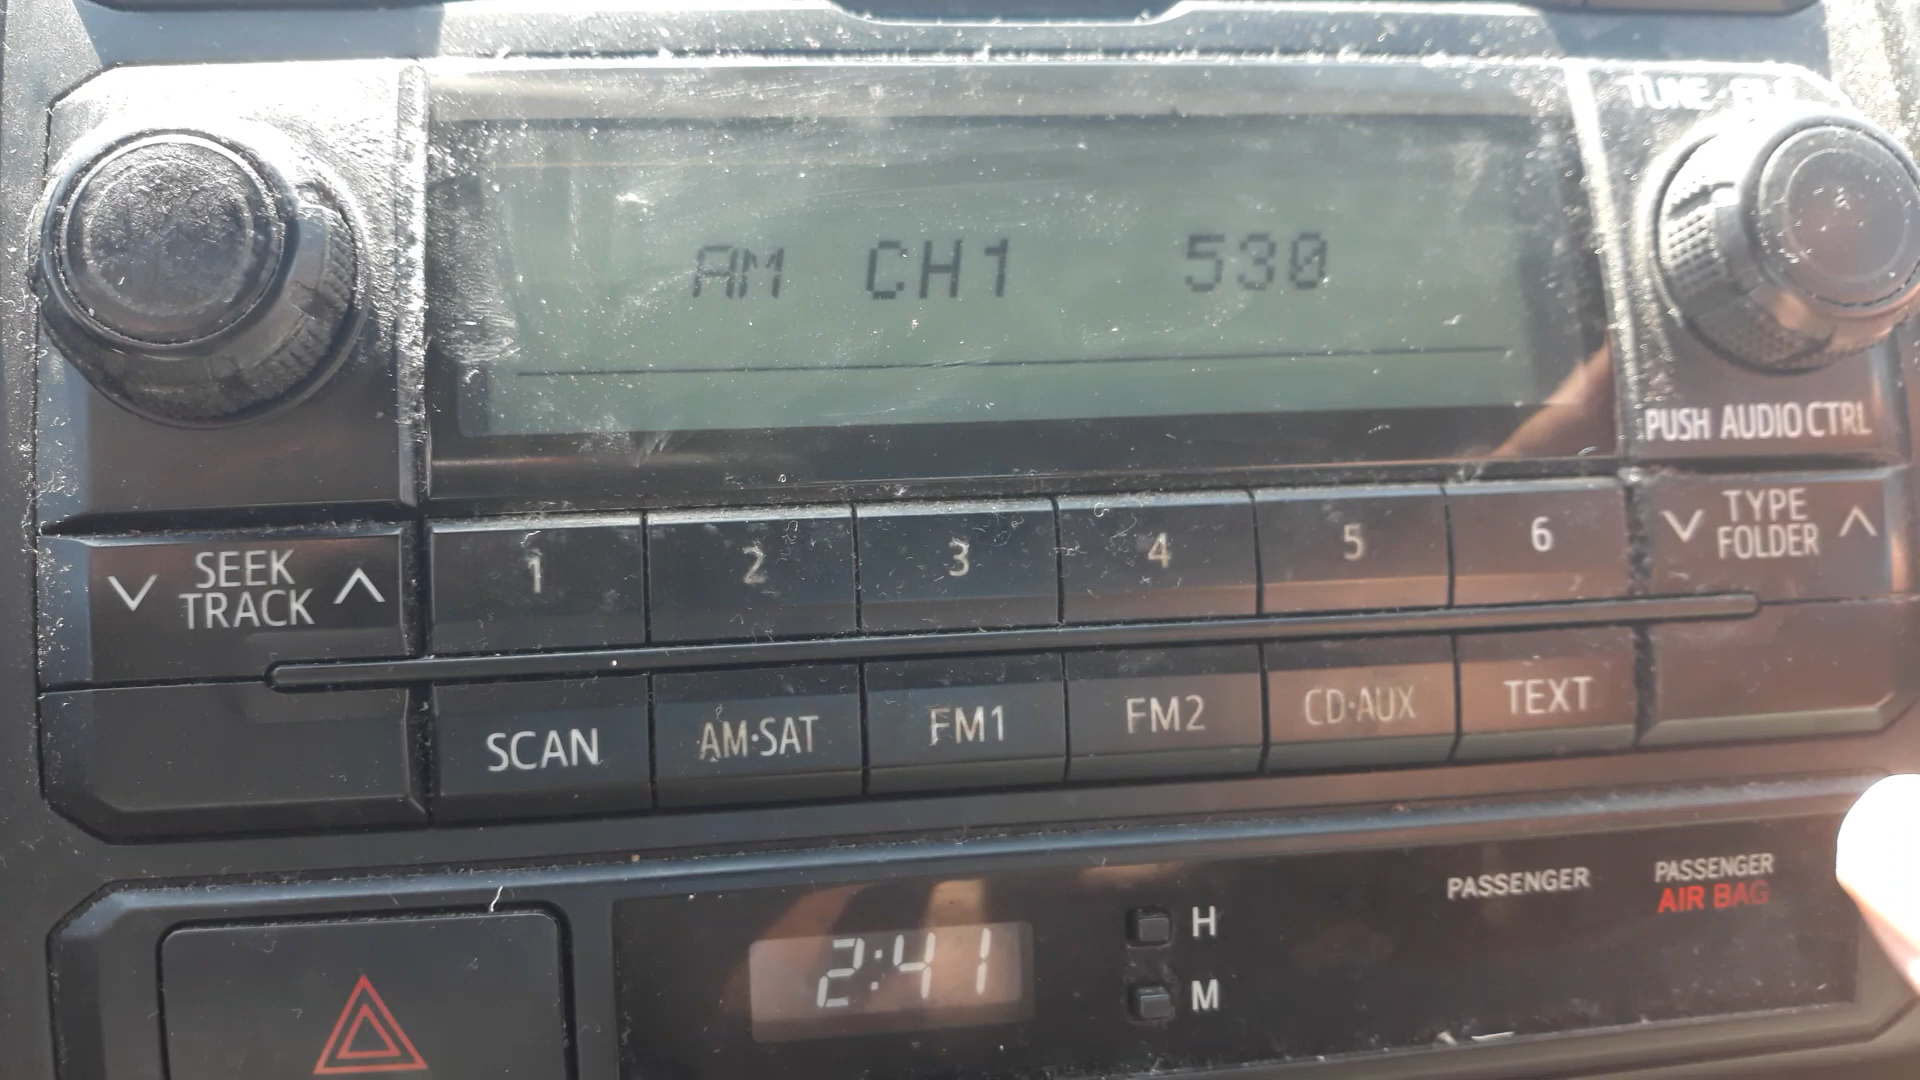 TUNE·FILE
AM CH1 530
PUSH AUDIO CTRL
SEEK
TRACK
1 2 3 4 5 6
TYPE
FOLDER
SCAN AM·SAT FM1 FM2 CD·AUX TEXT
PASSENGER
PASSENGER
AIR BAG
2:41
H
M